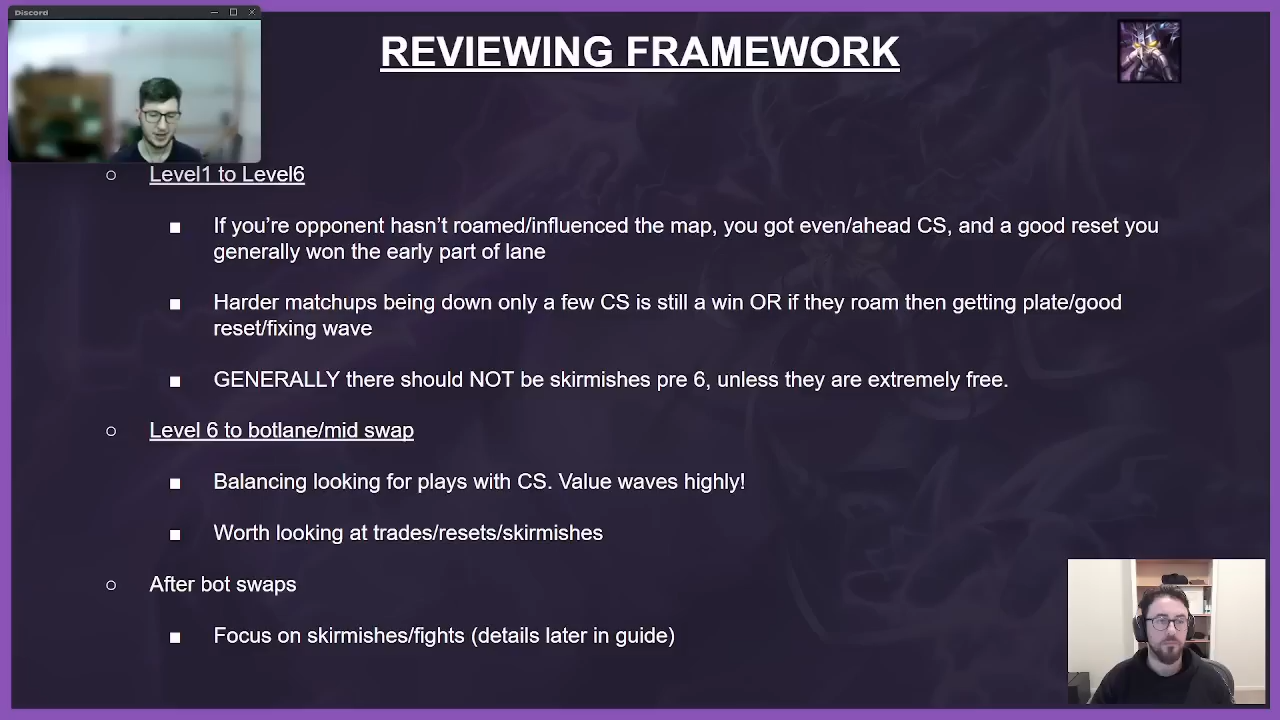 Discord
REVIEWING FRAMEWORK
Level1 to Level6
If you're opponent hasn't roamed/influenced the map, you got even/ahead CS, and a good reset you
generally won the early part of lane
Harder matchups being down only a few CS is still a win OR if they roam then getting plate/good
reset/fixing wave
GENERALLY there should NOT be skirmishes pre 6, unless they are extremely free.
Level 6 to botlane/mid swap
Balancing looking for plays with CS. Value waves highly!
Worth looking at trades/resets/skirmishes
After bot swaps
Focus on skirmishes/fights (details later in guide)